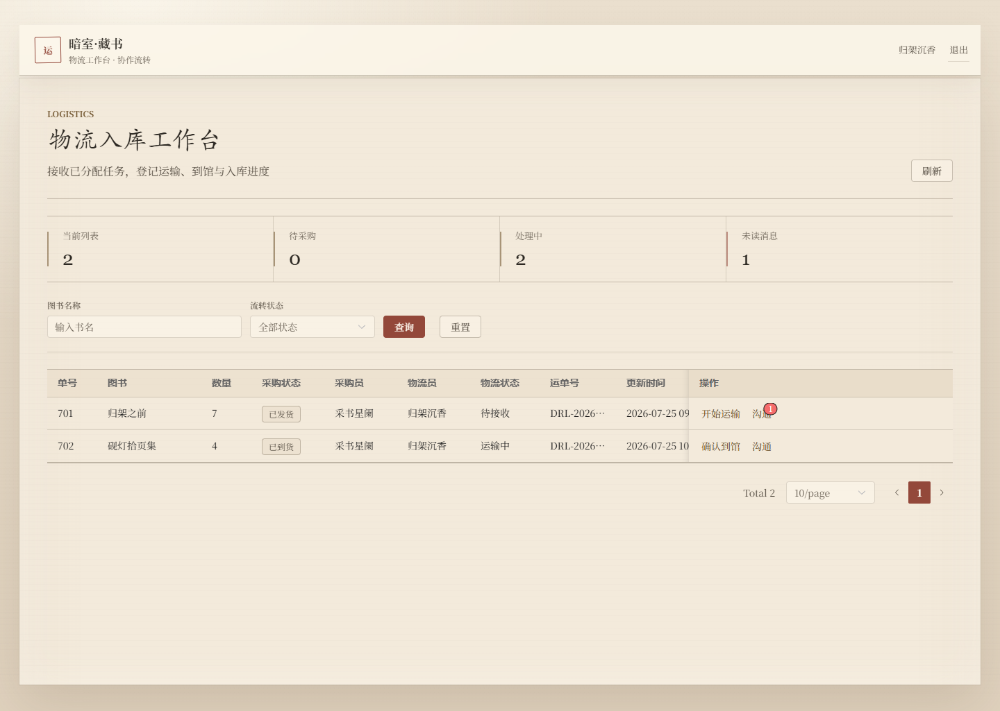 运
暗室·藏书
物流工作台 · 协作流转
归架沉香 退出
LOGISTICS
物流入库工作台
接收已分配任务，登记运输、到馆与入库进度
刷新
当前列表 待采购 处理中 未读消息
2 0 2 1
图书名称 流转状态
输入书名 全部状态 查询 重置
单号 图书 数量 采购状态 采购员 物流员 物流状态 运单号 更新时间 操作
701 归架之前 7 已发货 采书星阑 归架沉香 待接收 DRL-2026… 2026-07-25 09 开始运输 沟通 1
702 砚灯拾页集 4 已到货 采书星阑 归架沉香 运输中 DRL-2026… 2026-07-25 10 确认到馆 沟通
Total 2 10/page 1